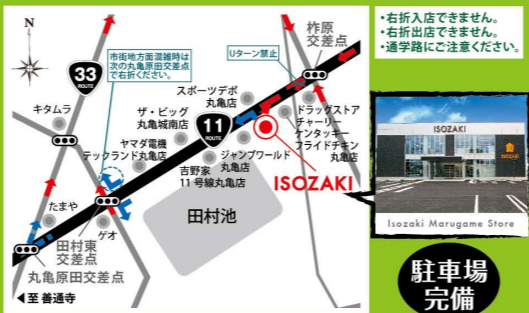 N
市街地方面混雑時は
次の丸亀原田交差点
で右折ください。
Uターン禁止
柞原
交差点
33
ROUTE
キタムラ
スポーツデポ
丸亀店
ザ・ビッグ
丸亀城南店
11
ROUTE
ドラッグストア
チャーリー
ケンタッキー
フライドチキン
丸亀店
ヤマダ電機
テックランド丸亀店
ジャンプワールド
丸亀店
吉野家
11号線丸亀店
ISOZAKI
たまや
ゲオ
田村池
田村東
交差点
丸亀原田交差点
◀至 善通寺
・右折入店できません。
・右折出店できません。
・通学路にご注意ください。
ISOZAKI
ISOZAKI
Isozaki Marugame Store
駐車場
完備